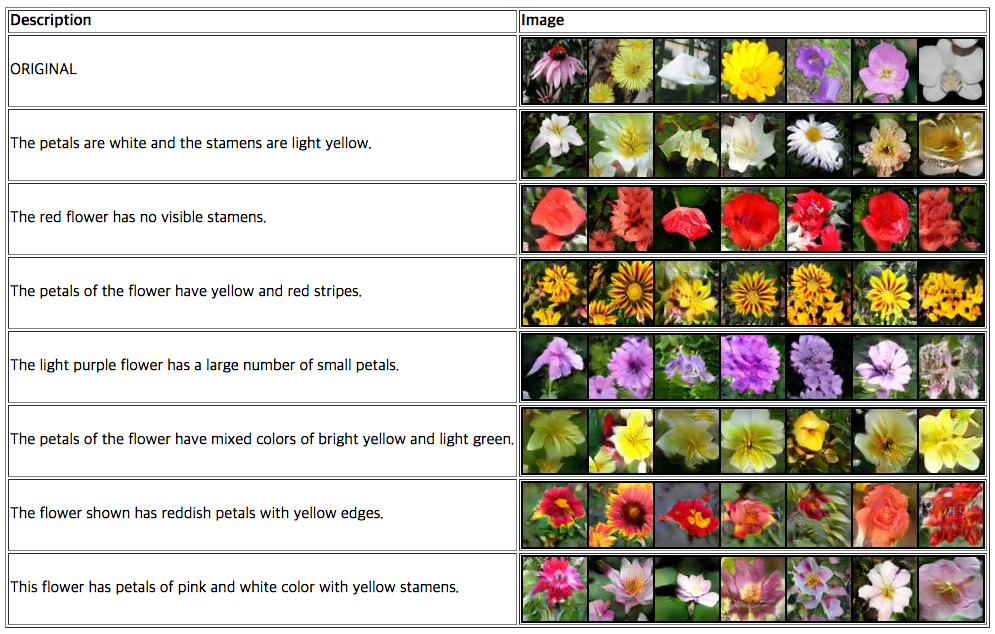 Description
Image
ORIGINAL
The petals are white and the stamens are light yellow.
The red flower has no visible stamens.
The petals of the flower have yellow and red stripes.
The light purple flower has a large number of small petals.
The petals of the flower have mixed colors of bright yellow and light green.
The flower shown has reddish petals with yellow edges.
This flower has petals of pink and white color with yellow stamens.